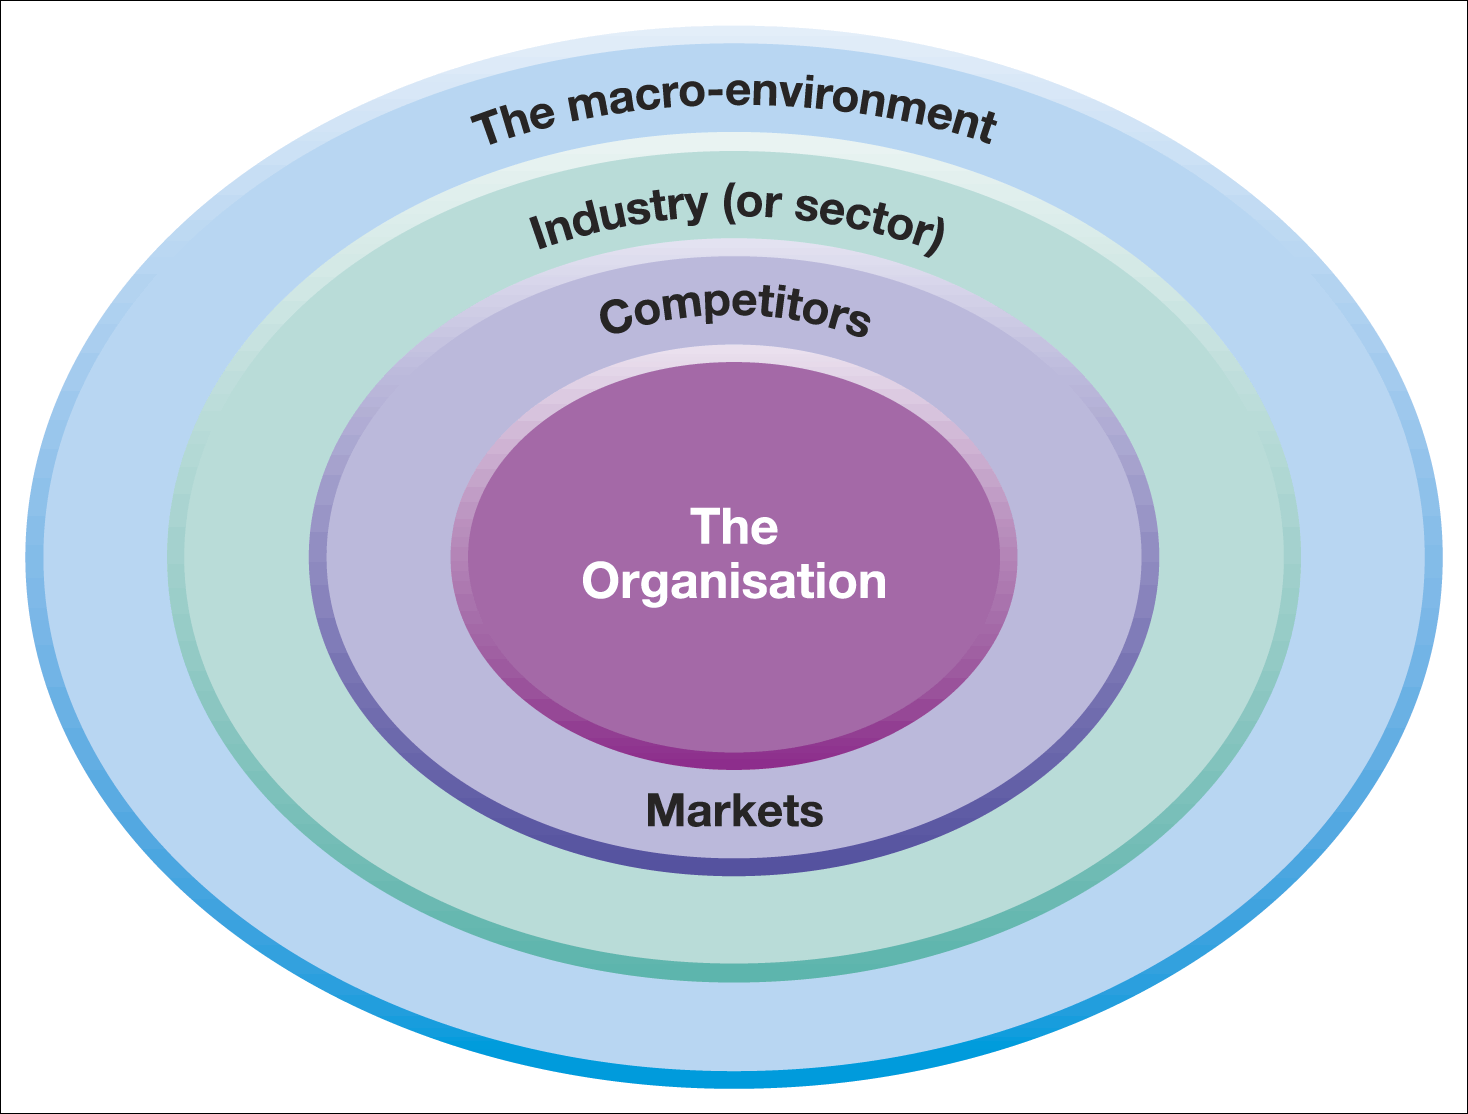 The macro-environment
Industry (or sector)
Competitors
The
Organisation
Markets